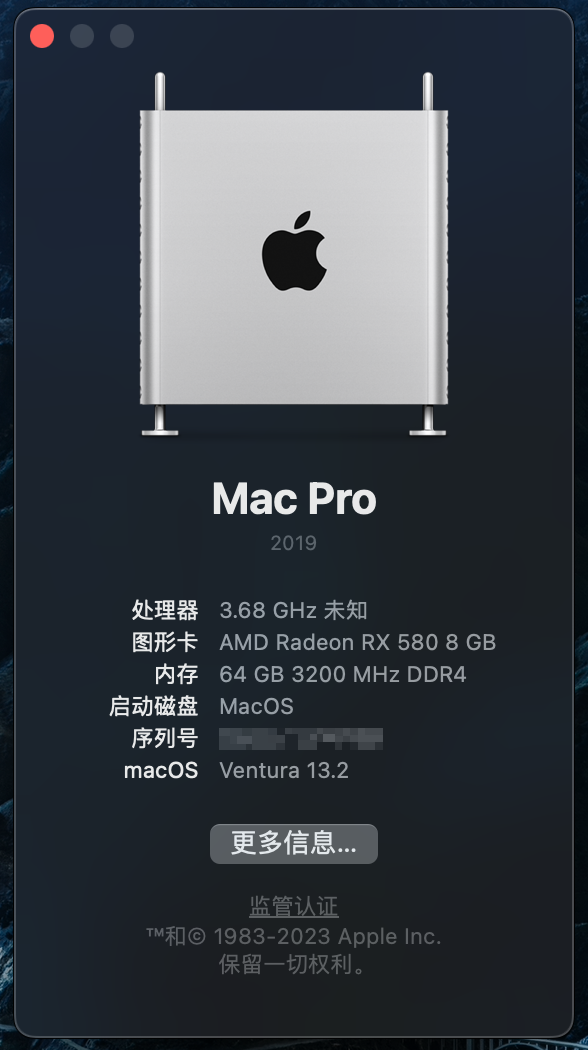 Mac Pro
2019
处理器 3.68 GHz 未知
图形卡 AMD Radeon RX 580 8 GB
内存 64 GB 3200 MHz DDR4
启动磁盘 MacOS
序列号
macOS Ventura 13.2
更多信息...
监管认证
™和© 1983-2023 Apple Inc.
保留一切权利。